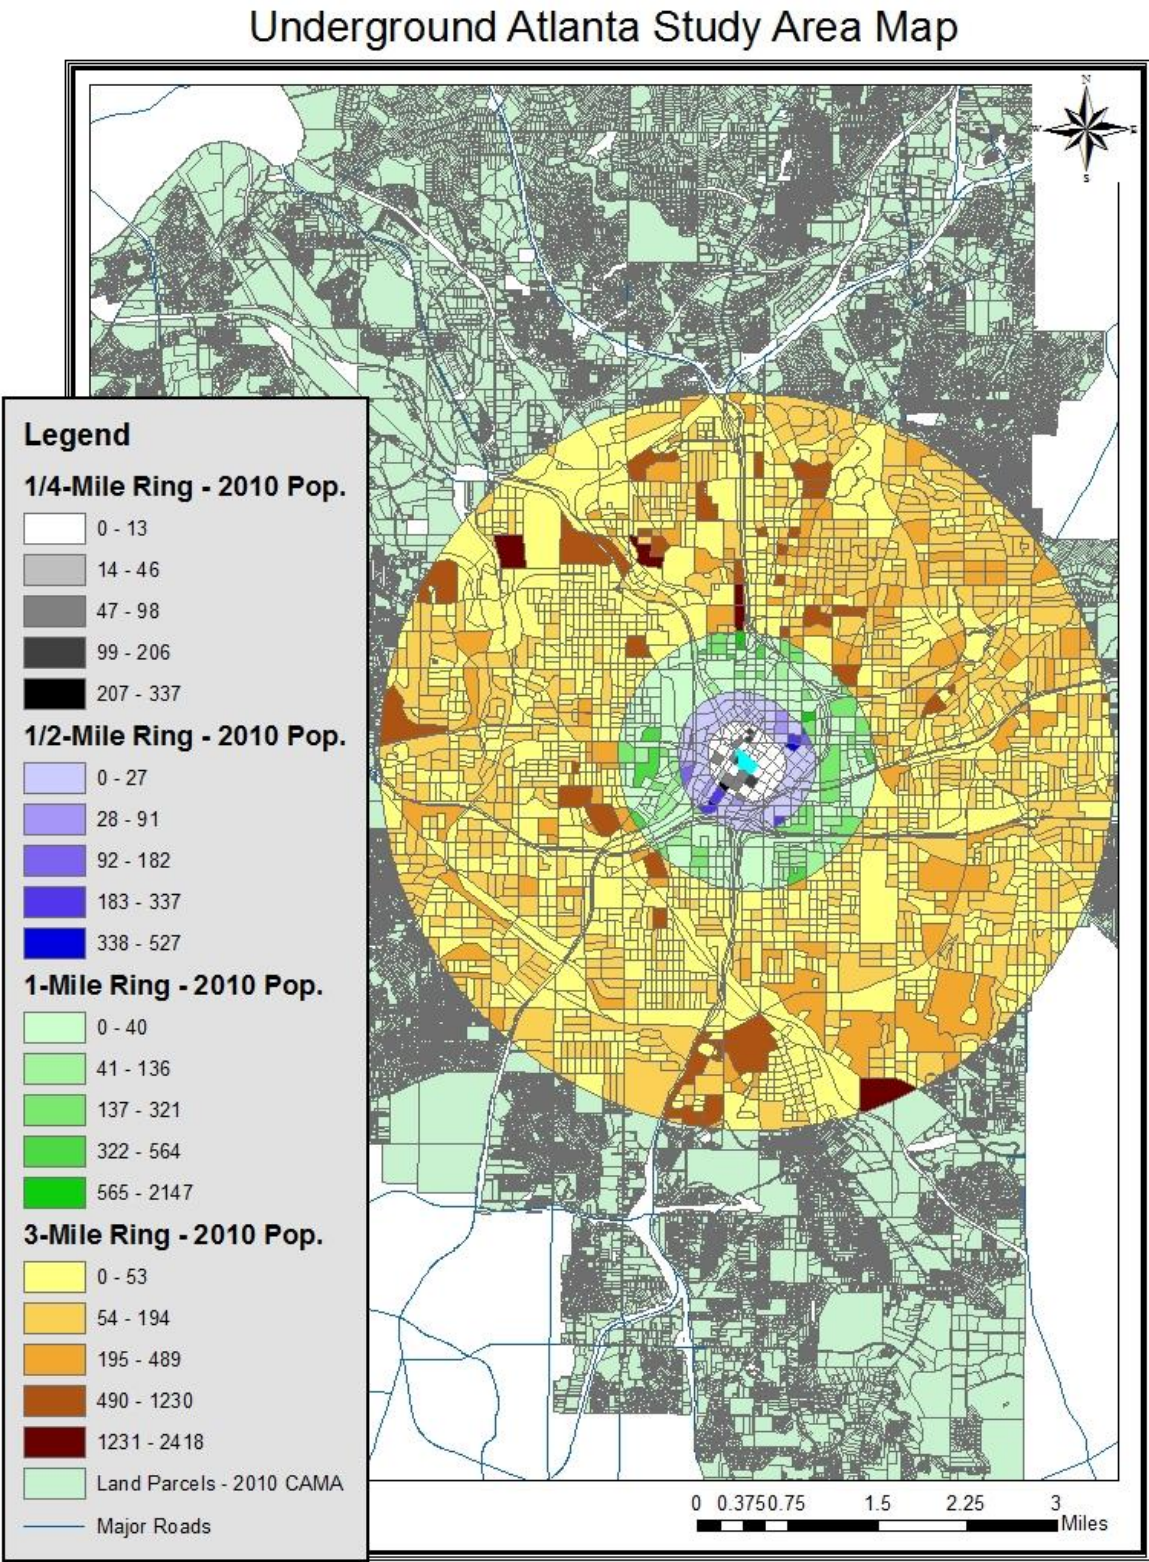 Underground Atlanta Study Area Map
N
W
E
S
Legend
1/4-Mile Ring - 2010 Pop.
0 - 13
14 - 46
47 - 98
99 - 206
207 - 337
1/2-Mile Ring - 2010 Pop.
0 - 27
28 - 91
92 - 182
183 - 337
338 - 527
1-Mile Ring - 2010 Pop.
0 - 40
41 - 136
137 - 321
322 - 564
565 - 2147
3-Mile Ring - 2010 Pop.
0 - 53
54 - 194
195 - 489
490 - 1230
1231 - 2418
Land Parcels - 2010 CAMA
Major Roads
0 0.375 0.75 1.5 2.25 3
Miles